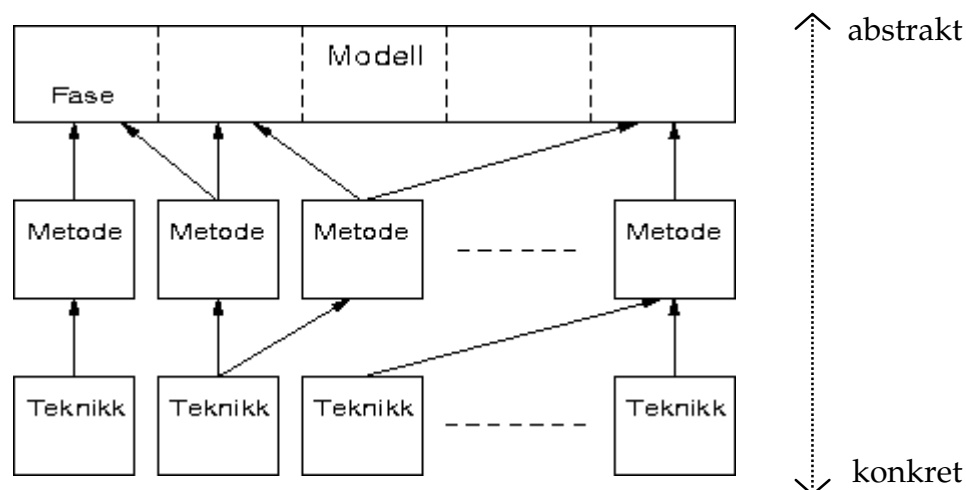 abstrakt
Modell
Fase
Metode
Metode
Metode
Metode
Teknikk
Teknikk
Teknikk
Teknikk
konkret